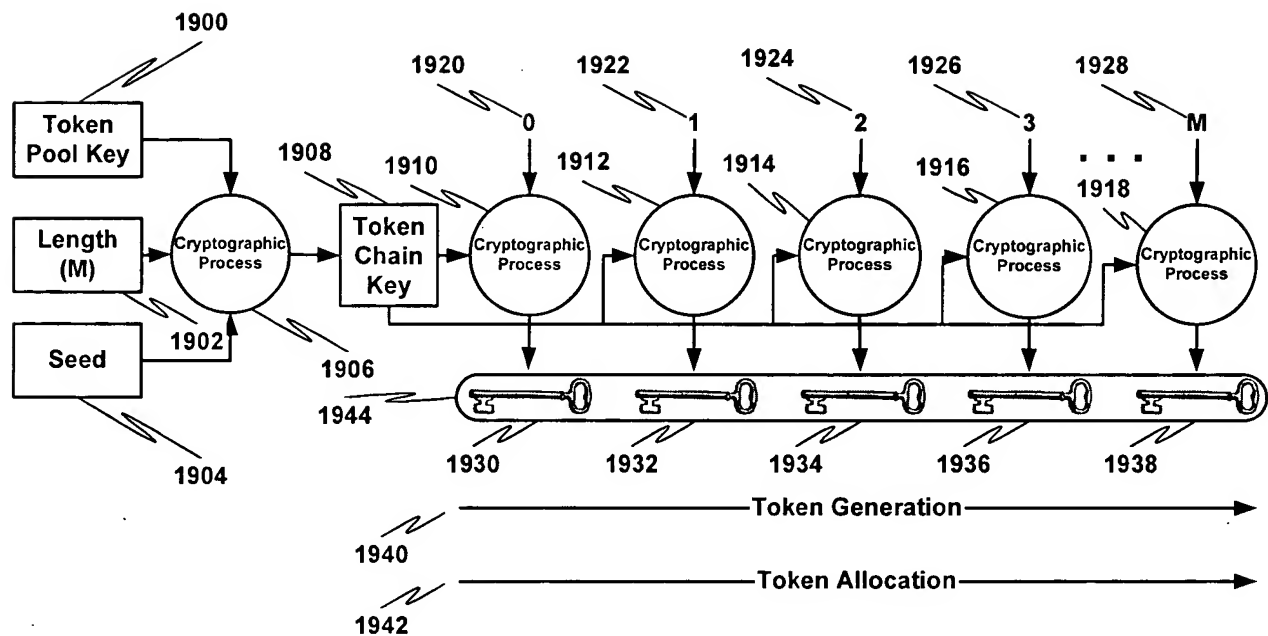 1900
1920
1922
1924
1926
1928
Token
Pool Key
0
1
2
3
M
1908
1910
1912
1914
1916
. . .
1918
Length
(M)
Cryptographic
Process
Token
Chain
Key
Cryptographic
Process
Cryptographic
Process
Cryptographic
Process
Cryptographic
Process
Cryptographic
Process
1902
Seed
1906
1944
1904
1930
1932
1934
1936
1938
Token Generation
1940
Token Allocation
1942